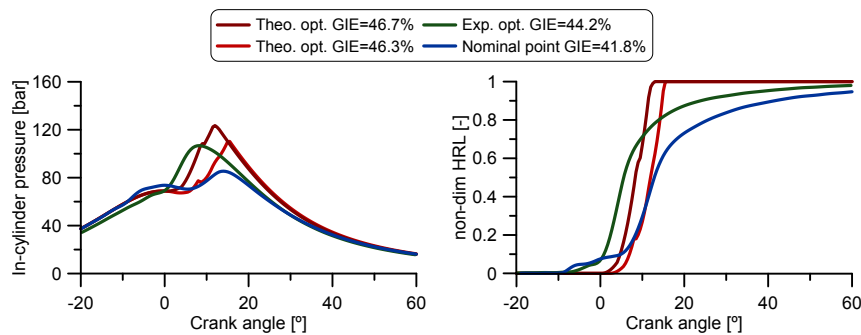 Theo. opt. GIE=46.7% Exp. opt. GIE=44.2%
Theo. opt. GIE=46.3% Nominal point GIE=41.8%
In-cylinder pressure [bar]
160
120
80
40
0
-20 0 20 40 60
Crank angle [º]
non-dim HRL [-]
1
0.8
0.6
0.4
0.2
0
-20 0 20 40 60
Crank angle [º]